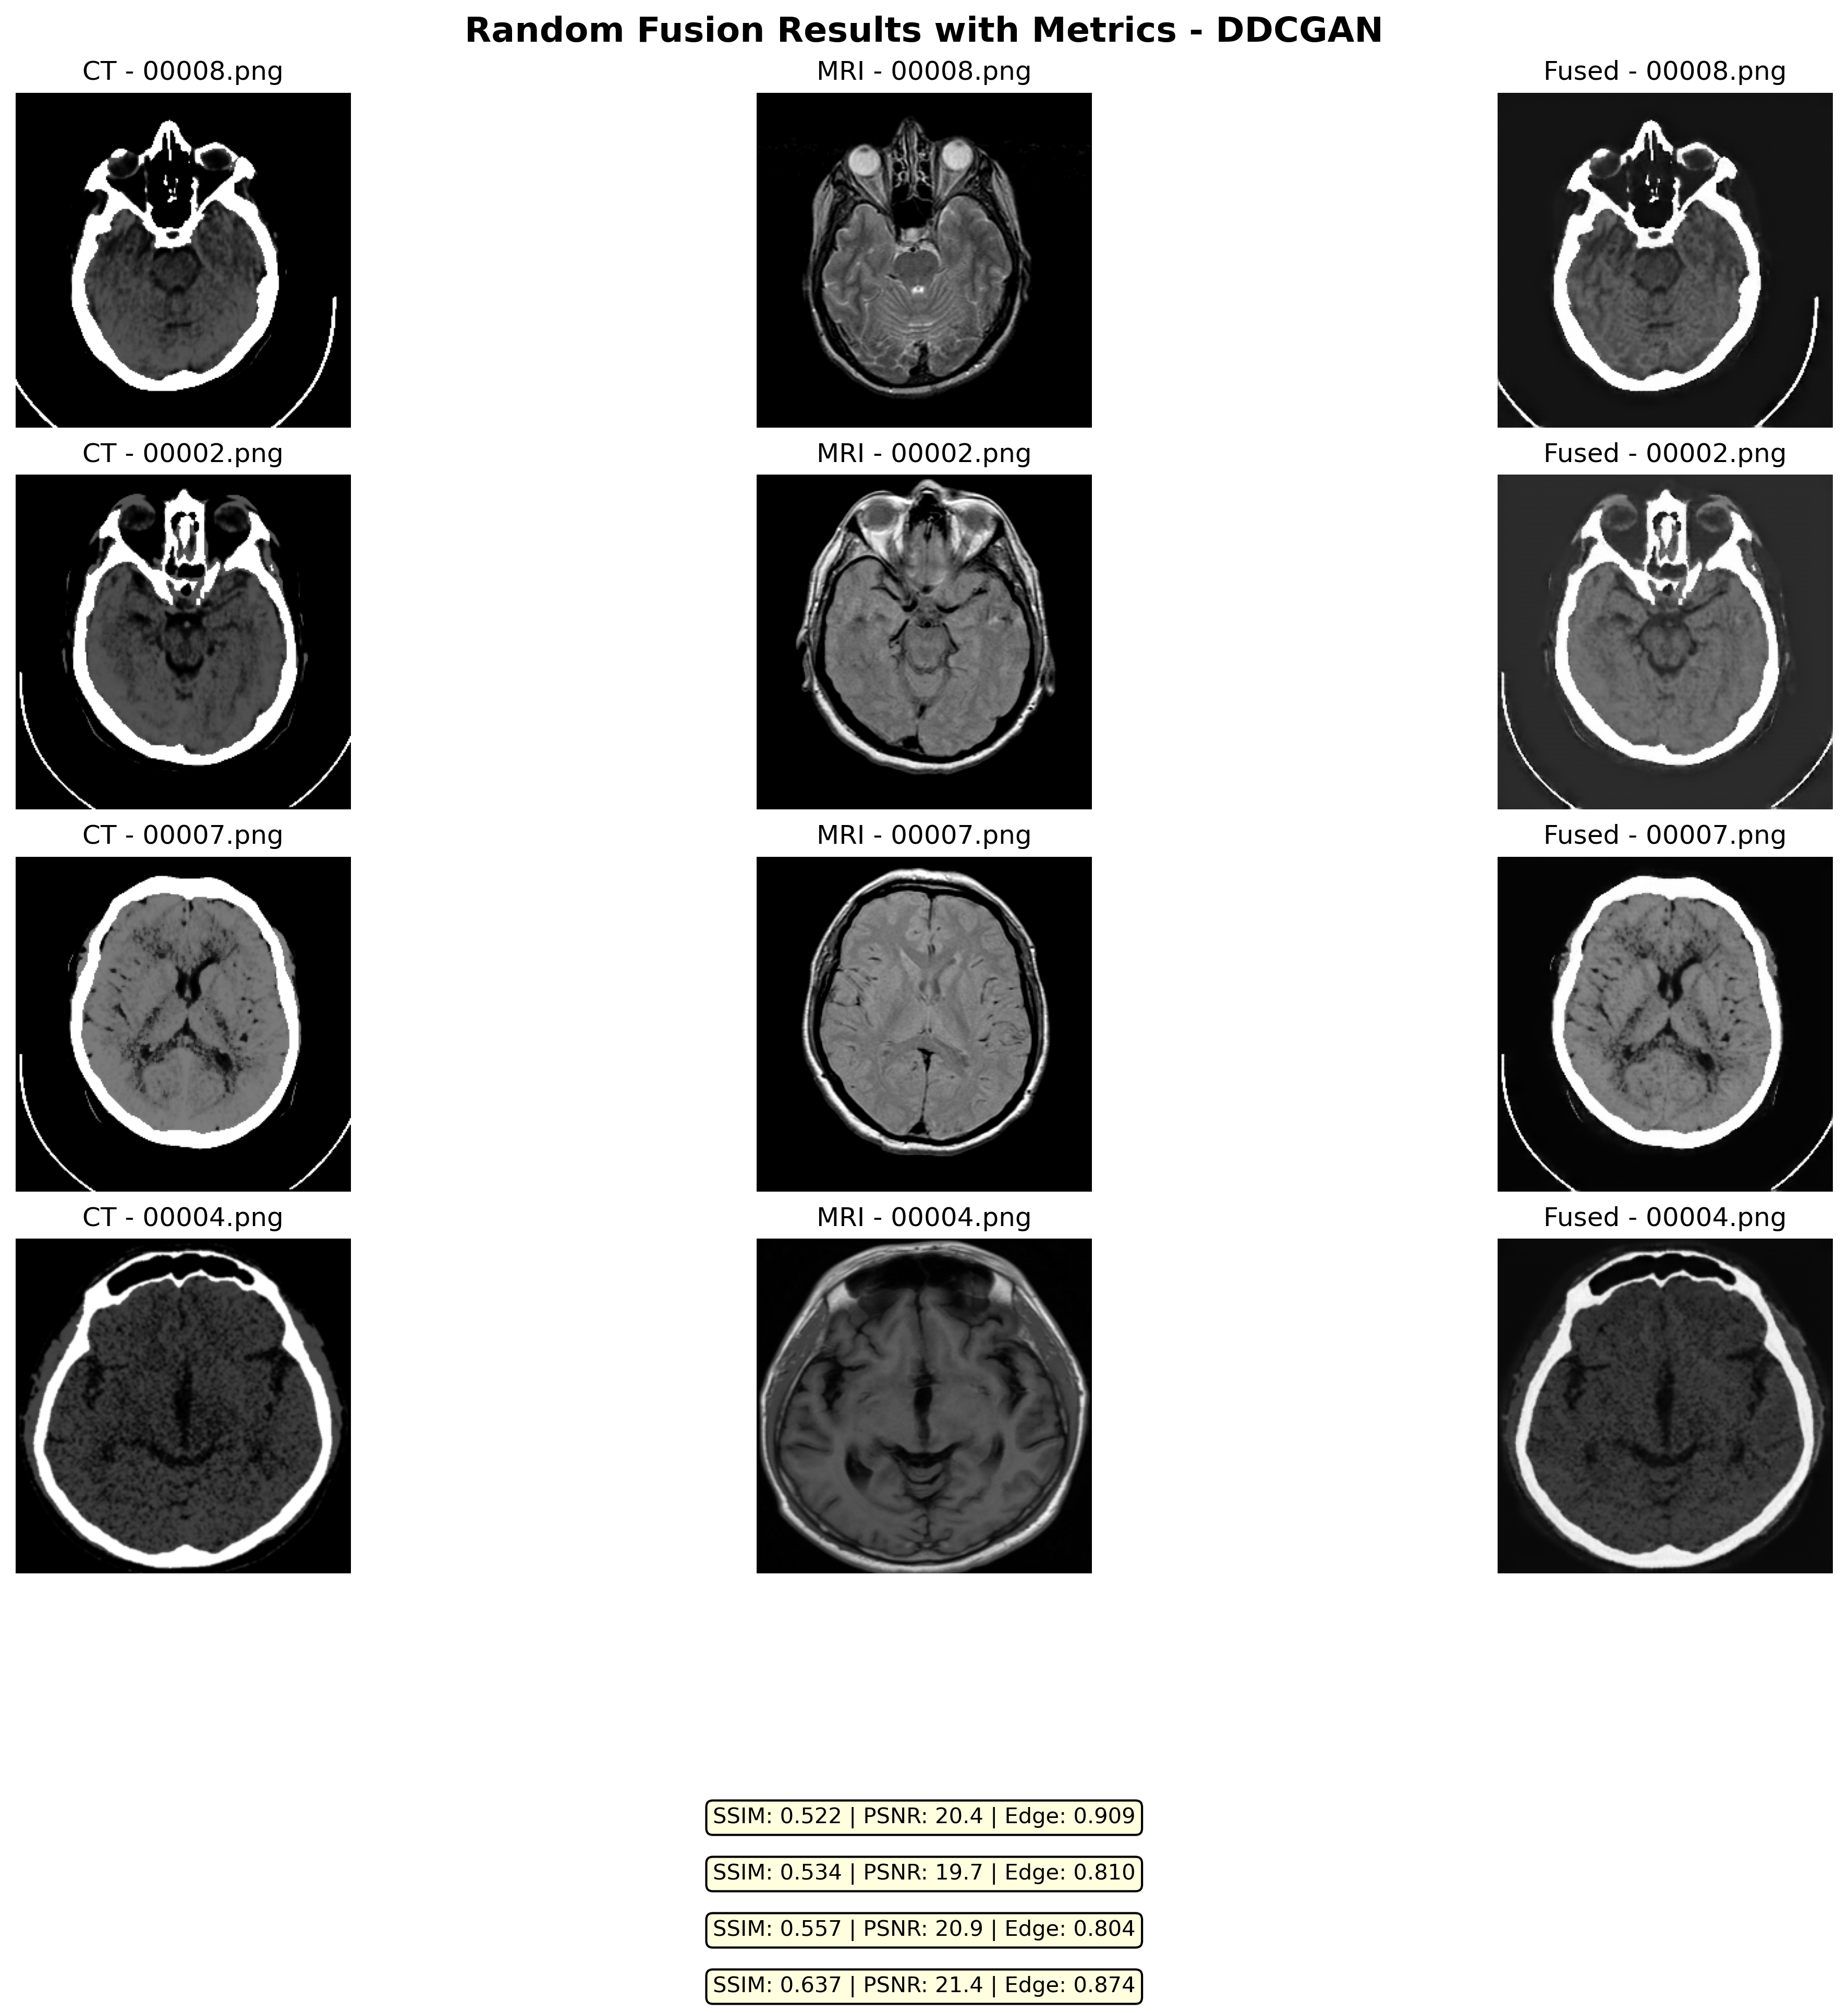 Random Fusion Results with Metrics - DDCGAN
CT - 00008.png
MRI - 00008.png
Fused - 00008.png
CT - 00002.png
MRI - 00002.png
Fused - 00002.png
CT - 00007.png
MRI - 00007.png
Fused - 00007.png
CT - 00004.png
MRI - 00004.png
Fused - 00004.png
SSIM: 0.522 | PSNR: 20.4 | Edge: 0.909
SSIM: 0.534 | PSNR: 19.7 | Edge: 0.810
SSIM: 0.557 | PSNR: 20.9 | Edge: 0.804
SSIM: 0.637 | PSNR: 21.4 | Edge: 0.874